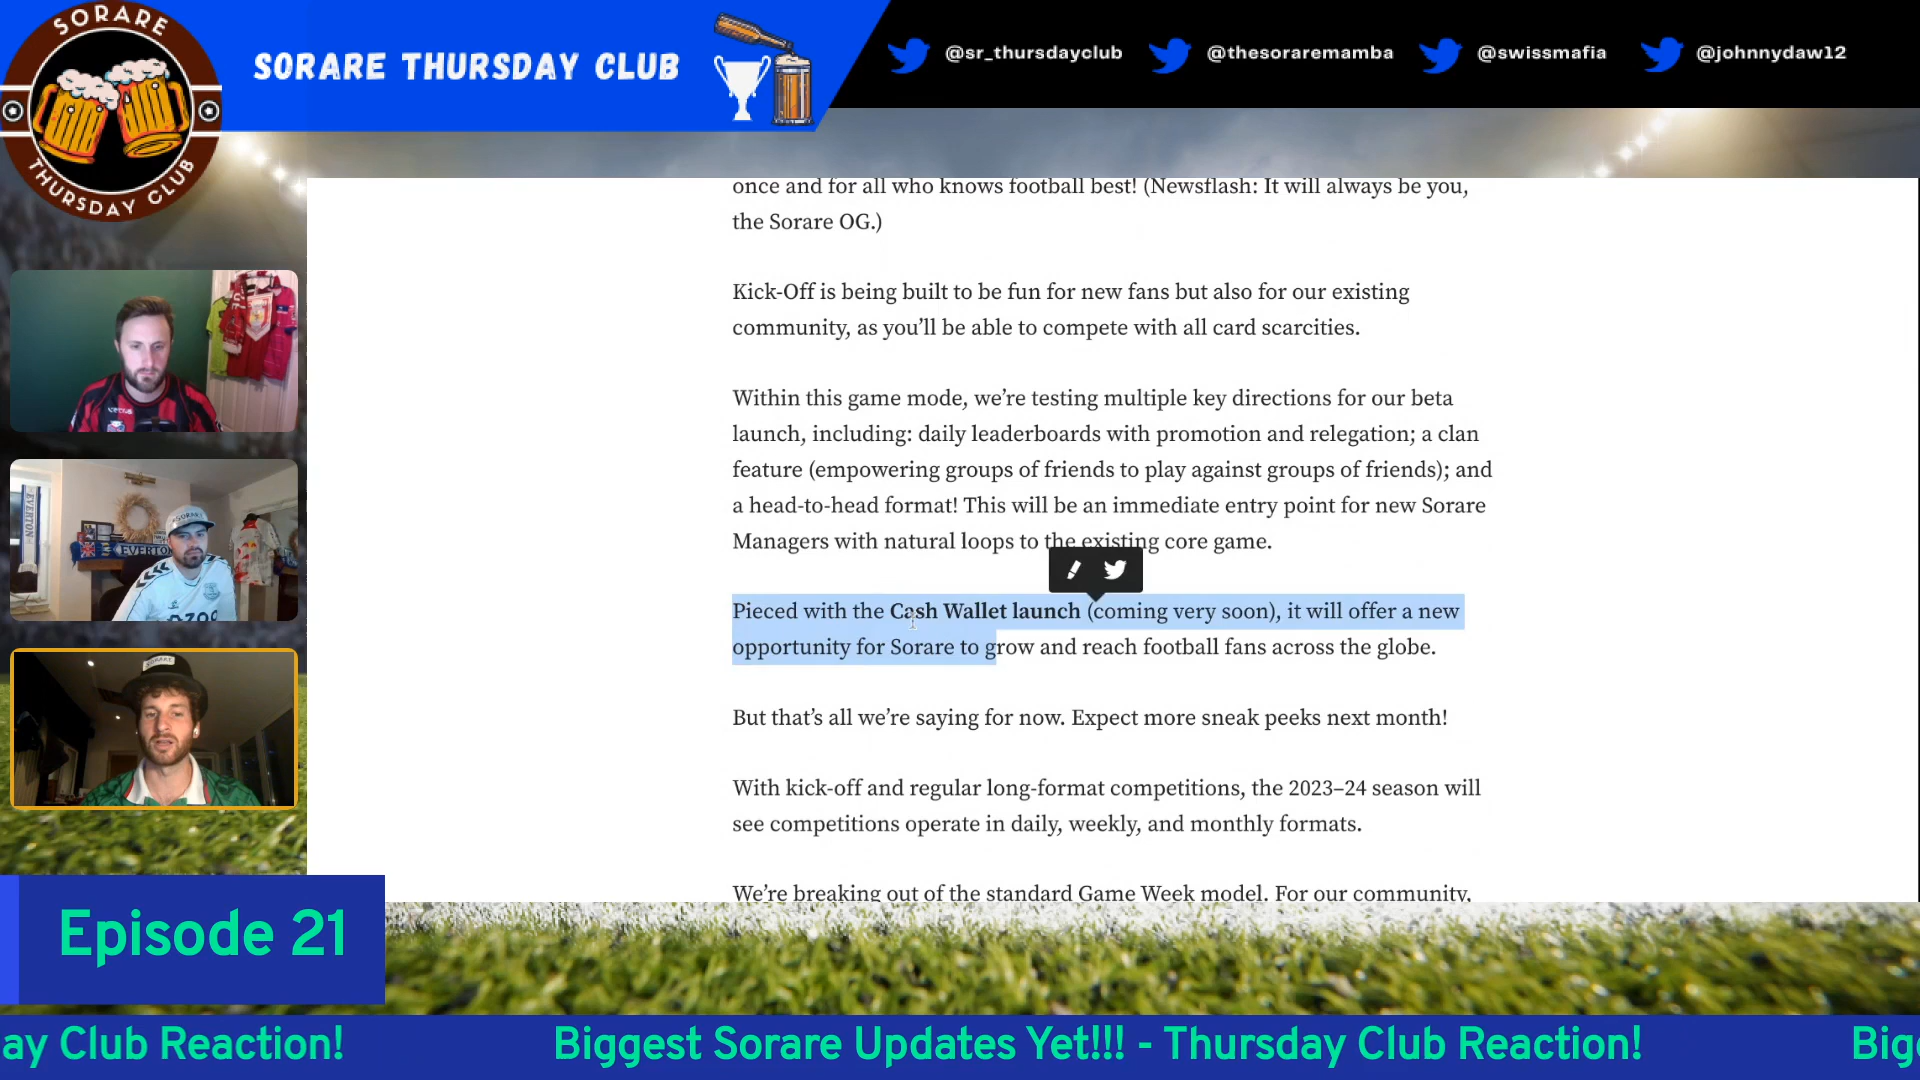 SORARE
THURSDAY CLUB
SORARE THURSDAY CLUB
@sr_thursdayclub
@thesoraremamba
@swissmafia
@johnnydaw12
once and for all who knows football best! (Newsflash: It will always be you,
the Sorare OG.)
Kick-Off is being built to be fun for new fans but also for our existing
community, as you’ll be able to compete with all card scarcities.
Within this game mode, we’re testing multiple key directions for our beta
launch, including: daily leaderboards with promotion and relegation; a clan
feature (empowering groups of friends to play against groups of friends); and
a head-to-head format! This will be an immediate entry point for new Sorare
Managers with natural loops to the existing core game.
Pieced with the Cash Wallet launch (coming very soon), it will offer a new
opportunity for Sorare to grow and reach football fans across the globe.
But that’s all we’re saying for now. Expect more sneak peeks next month!
With kick-off and regular long-format competitions, the 2023–24 season will
see competitions operate in daily, weekly, and monthly formats.
We’re breaking out of the standard Game Week model. For our community,
EVERTON
EVERTO
SORARE
SORARE
Episode 21
ay Club Reaction!
Biggest Sorare Updates Yet!!! - Thursday Club Reaction!
Bigg